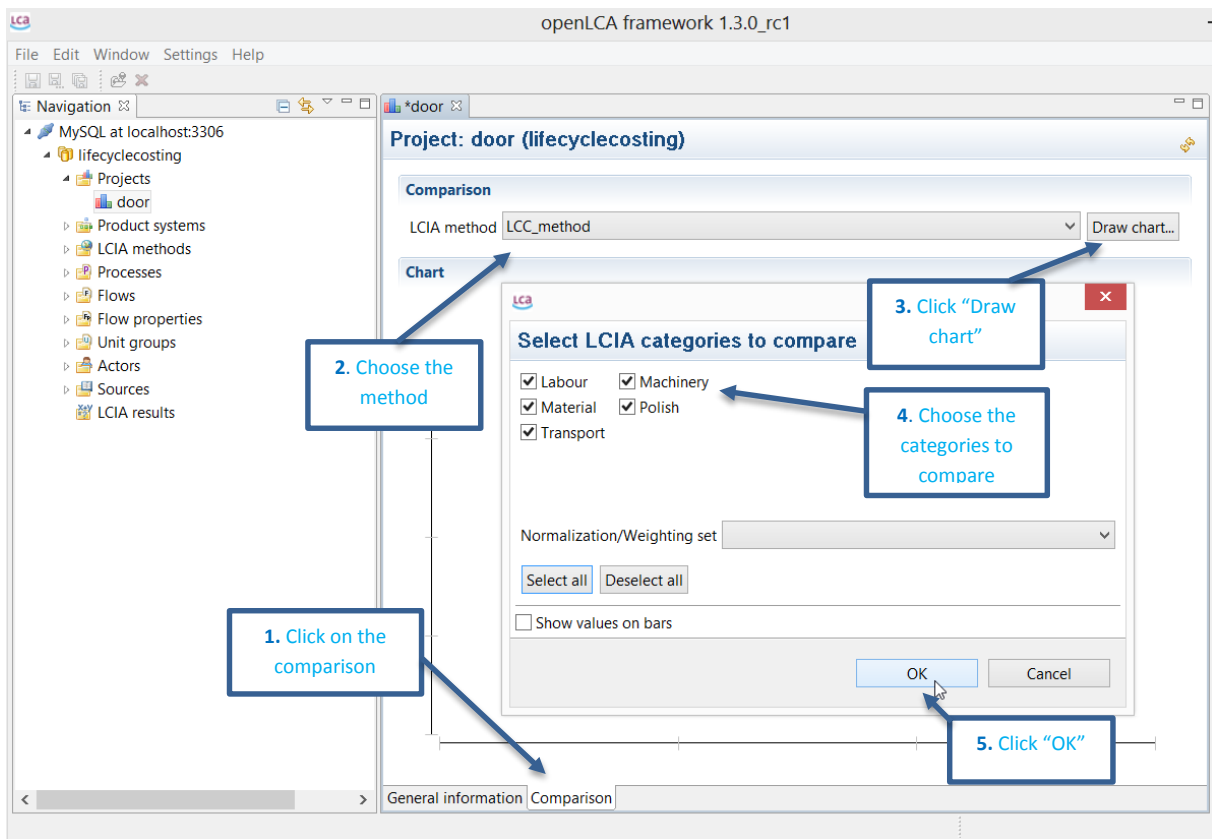 LCA
openLCA framework 1.3.0_rc1
File Edit Window Settings Help
Navigation
*door
MySQL at localhost:3306
lifecyclecosting
Projects
door
Product systems
LCIA methods
Processes
Flows
Flow properties
Unit groups
Actors
Sources
LCIA results
Project: door (lifecyclecosting)
Comparison
LCIA method LCC_method Draw chart...
Chart
LCA
Select LCIA categories to compare
Labour Machinery
Material Polish
Transport
Normalization/Weighting set
Select all Deselect all
Show values on bars
OK Cancel
1. Click on the
comparison
2. Choose the
method
3. Click “Draw
chart”
4. Choose the
categories to
compare
5. Click “OK”
General information Comparison